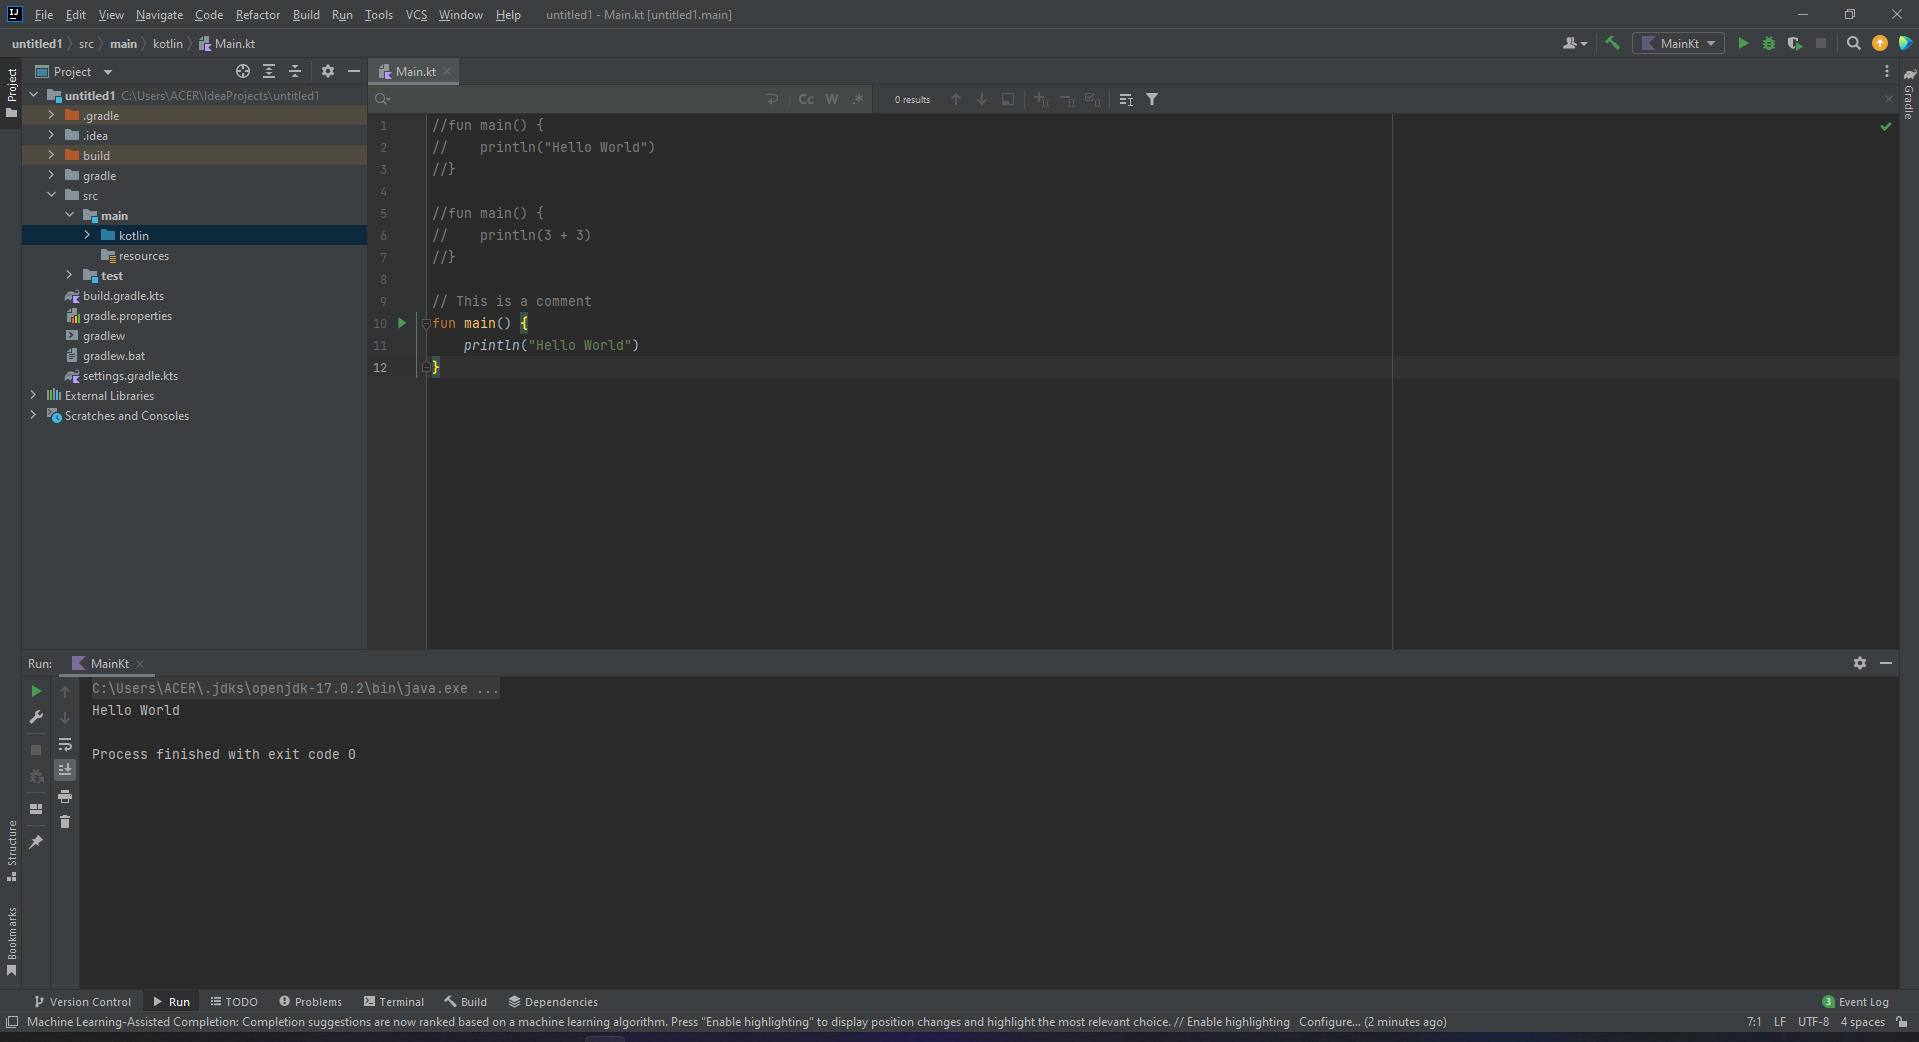 IJ File Edit View Navigate Code Refactor Build Run Tools VCS Window Help untitled1 - Main.kt [untitled1.main]
untitled1 src main kotlin Main.kt MainKt
Project Main.kt
Project
Gradle
untitled1 C:\Users\ACER\IdeaProjects\untitled1
.gradle
.idea
build
gradle
src
main
kotlin
resources
test
build.gradle.kts
gradle.properties
gradlew
gradlew.bat
settings.gradle.kts
External Libraries
Scratches and Consoles
Cc W .* 0 results
1 //fun main() {
2 //    println("Hello World")
3 //}
4
5 //fun main() {
6 //    println(3 + 3)
7 //}
8
9 // This is a comment
10 fun main() {
11     println("Hello World")
12 }
Run: MainKt
C:\Users\ACER\.jdks\openjdk-17.0.2\bin\java.exe ...
Hello World
Process finished with exit code 0
Structure
Bookmarks
Version Control Run TODO Problems Terminal Build Dependencies 3 Event Log
Machine Learning-Assisted Completion: Completion suggestions are now ranked based on a machine learning algorithm. Press “Enable highlighting” to display position changes and highlight the most relevant choice. // Enable highlighting Configure... (2 minutes ago) 7:1 LF UTF-8 4 spaces